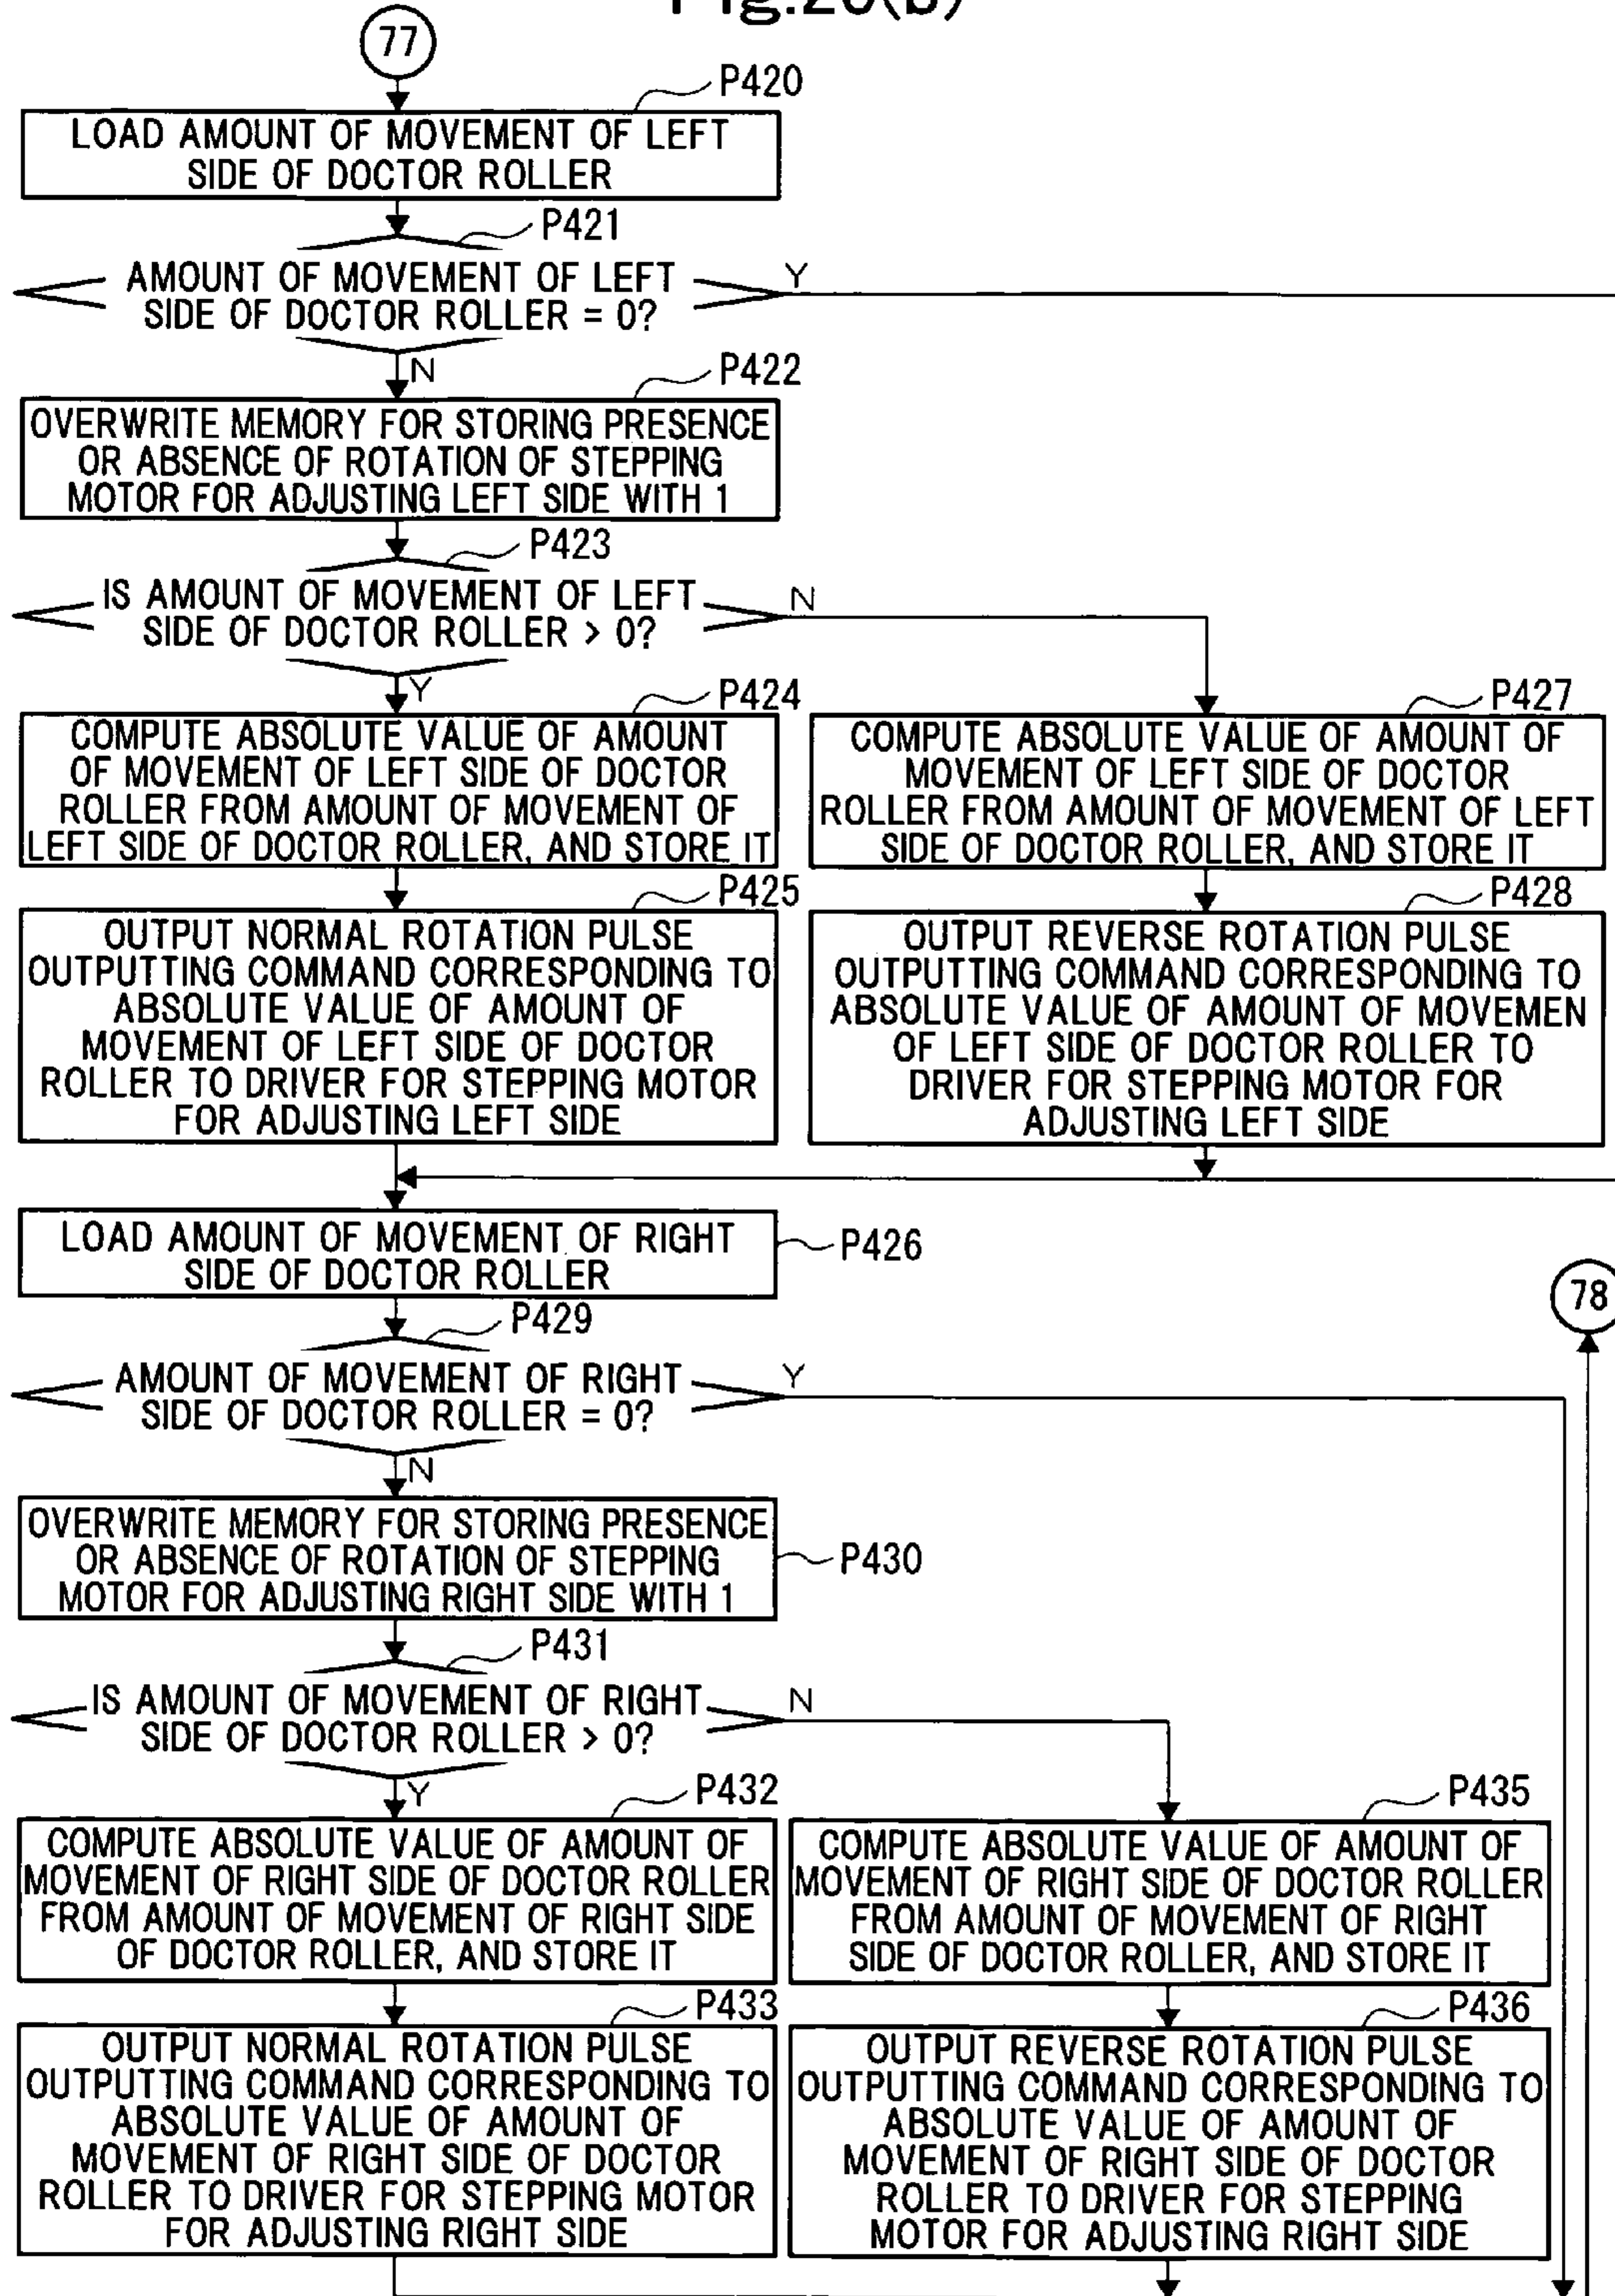 77
P420
LOAD AMOUNT OF MOVEMENT OF LEFT
SIDE OF DOCTOR ROLLER
P421
AMOUNT OF MOVEMENT OF LEFT
SIDE OF DOCTOR ROLLER = 0?
Y
N
P422
OVERWRITE MEMORY FOR STORING PRESENCE
OR ABSENCE OF ROTATION OF STEPPING
MOTOR FOR ADJUSTING LEFT SIDE WITH 1
P423
IS AMOUNT OF MOVEMENT OF LEFT
SIDE OF DOCTOR ROLLER > 0?
N
Y
P424
COMPUTE ABSOLUTE VALUE OF AMOUNT
OF MOVEMENT OF LEFT SIDE OF DOCTOR
ROLLER FROM AMOUNT OF MOVEMENT OF
LEFT SIDE OF DOCTOR ROLLER, AND STORE IT
P427
COMPUTE ABSOLUTE VALUE OF AMOUNT OF
MOVEMENT OF LEFT SIDE OF DOCTOR
ROLLER FROM AMOUNT OF MOVEMENT OF LEFT
SIDE OF DOCTOR ROLLER, AND STORE IT
P425
OUTPUT NORMAL ROTATION PULSE
OUTPUTTING COMMAND CORRESPONDING TO
ABSOLUTE VALUE OF AMOUNT OF
MOVEMENT OF LEFT SIDE OF DOCTOR
ROLLER TO DRIVER FOR STEPPING MOTOR
FOR ADJUSTING LEFT SIDE
P428
OUTPUT REVERSE ROTATION PULSE
OUTPUTTING COMMAND CORRESPONDING TO
ABSOLUTE VALUE OF AMOUNT OF MOVEMEN
OF LEFT SIDE OF DOCTOR ROLLER TO
DRIVER FOR STEPPING MOTOR FOR
ADJUSTING LEFT SIDE
LOAD AMOUNT OF MOVEMENT OF RIGHT
SIDE OF DOCTOR ROLLER
P426
78
P429
AMOUNT OF MOVEMENT OF RIGHT
SIDE OF DOCTOR ROLLER = 0?
Y
N
OVERWRITE MEMORY FOR STORING PRESENCE
OR ABSENCE OF ROTATION OF STEPPING
MOTOR FOR ADJUSTING RIGHT SIDE WITH 1
P430
P431
IS AMOUNT OF MOVEMENT OF RIGHT
SIDE OF DOCTOR ROLLER > 0?
N
Y
P432
COMPUTE ABSOLUTE VALUE OF AMOUNT OF
MOVEMENT OF RIGHT SIDE OF DOCTOR ROLLER
FROM AMOUNT OF MOVEMENT OF RIGHT SIDE
OF DOCTOR ROLLER, AND STORE IT
P435
COMPUTE ABSOLUTE VALUE OF AMOUNT OF
MOVEMENT OF RIGHT SIDE OF DOCTOR ROLLER
FROM AMOUNT OF MOVEMENT OF RIGHT
SIDE OF DOCTOR ROLLER, AND STORE IT
P433
OUTPUT NORMAL ROTATION PULSE
OUTPUTTING COMMAND CORRESPONDING TO
ABSOLUTE VALUE OF AMOUNT OF
MOVEMENT OF RIGHT SIDE OF DOCTOR
ROLLER TO DRIVER FOR STEPPING MOTOR
FOR ADJUSTING RIGHT SIDE
P436
OUTPUT REVERSE ROTATION PULSE
OUTPUTTING COMMAND CORRESPONDING TO
ABSOLUTE VALUE OF AMOUNT OF
MOVEMENT OF RIGHT SIDE OF DOCTOR
ROLLER TO DRIVER FOR STEPPING
MOTOR FOR ADJUSTING RIGHT SIDE